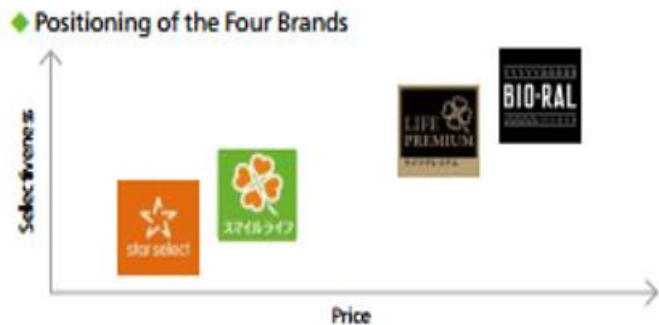 Positioning of the Four Brands
Selectiveness
BIO-RAL
LIFE
PREMIUM
ライフプレミアム
スマイルライフ
star select
Price